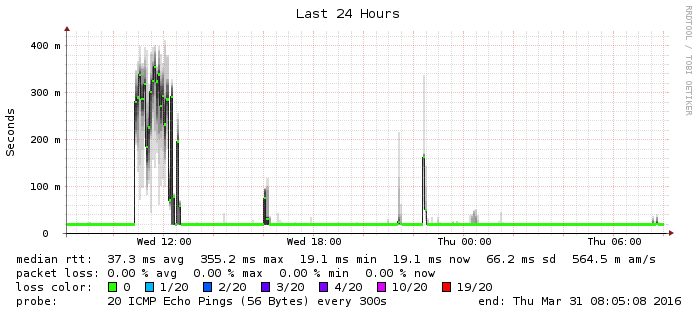 Last 24 Hours
RRDTOOL / TOBI OETIKER
Seconds
400 m
300 m
200 m
100 m
0
Wed 12:00 Wed 18:00 Thu 00:00 Thu 06:00
median rtt: 37.3 ms avg 355.2 ms max 19.1 ms min 19.1 ms now 66.2 ms sd 564.5 m am/s
packet loss: 0.00 % avg 0.00 % max 0.00 % min 0.00 % now
loss color: 0 1/20 2/20 3/20 4/20 10/20 19/20
probe: 20 ICMP Echo Pings (56 Bytes) every 300s end: Thu Mar 31 08:05:08 2016